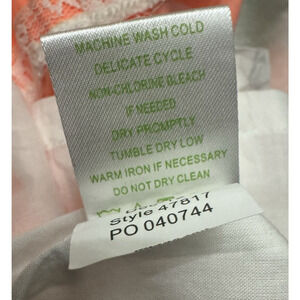 MACHINE WASH COLD
DELICATE CYCLE
NON-CHLORINE BLEACH
IF NEEDED
DRY PROMPTLY
TUMBLE DRY LOW
WARM IRON IF NECESSARY
DO NOT DRY CLEAN
Style 47817
PO 040744